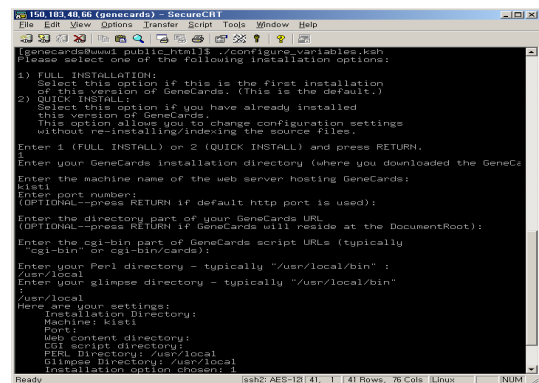 150.183.48.66 (genecards) - SecureCRT
File Edit View Options Transfer Script Tools Window Help
[genecards@www1 public_html]$ ./configure_variables.ksh
Please select one of the following installation options:
1) FULL INSTALLATION:
Select this option if this is the first installation
of this version of GeneCards. (This is the default.)
2) QUICK INSTALL:
Select this option if you have already installed
this version of GeneCards.
This option allows you to change configuration settings
without re-installing/indexing the source files.
Enter 1 (FULL INSTALL) or 2 (QUICK INSTALL) and press RETURN.
1
Enter your GeneCards installation directory (where you downloaded the GeneCa
Enter the machine name of the web server hosting GeneCards:
kisti
Enter port number:
(OPTIONAL--press RETURN if default http port is used):
Enter the directory part of your GeneCards URL
(OPTIONAL--press RETURN if GeneCards will reside at the DocumentRoot):
Enter the cgi-bin part of GeneCards script URLs (typically
"cgi-bin" or cgi-bin/cards):
Enter your Perl directory - typically "/usr/local/bin" :
/usr/local
Enter your glimpse directory - typically "/usr/local/bin"
:
/usr/local
Here are your settings:
Installation Directory:
Machine: kisti
Port:
Web content directory:
CGI script directory:
PERL Directory: /usr/local
Glimpse Directory: /usr/local
Installation option chosen: 1
Ready ssh2: AES-12 41, 1 41 Rows, 76 Cols Linux NUM